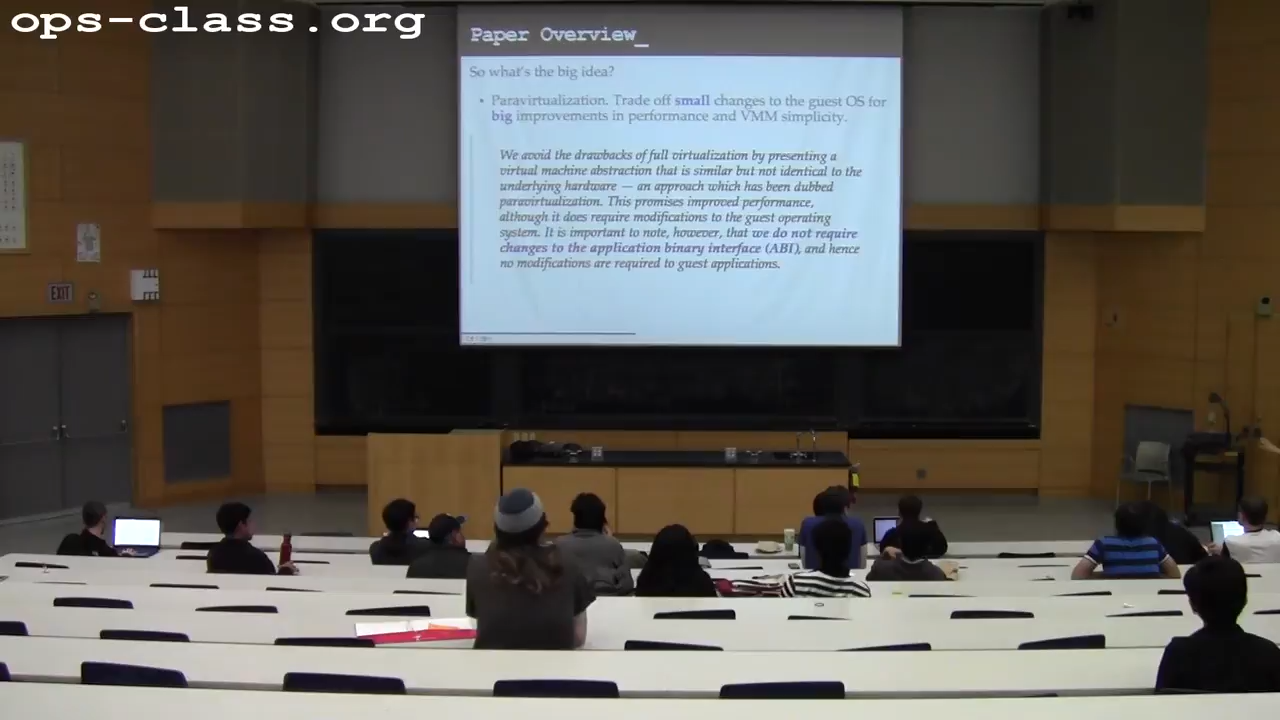 ops-class.org
Paper Overview_
So what's the big idea?
• Paravirtualization. Trade off small changes to the guest OS for
big improvements in performance and VMM simplicity.
We avoid the drawbacks of full virtualization by presenting a
virtual machine abstraction that is similar but not identical to the
underlying hardware — an approach which has been dubbed
paravirtualization. This promises improved performance,
although it does require modifications to the guest operating
system. It is important to note, however, that we do not require
changes to the application binary interface (ABI), and hence
no modifications are required to guest applications.
EXIT